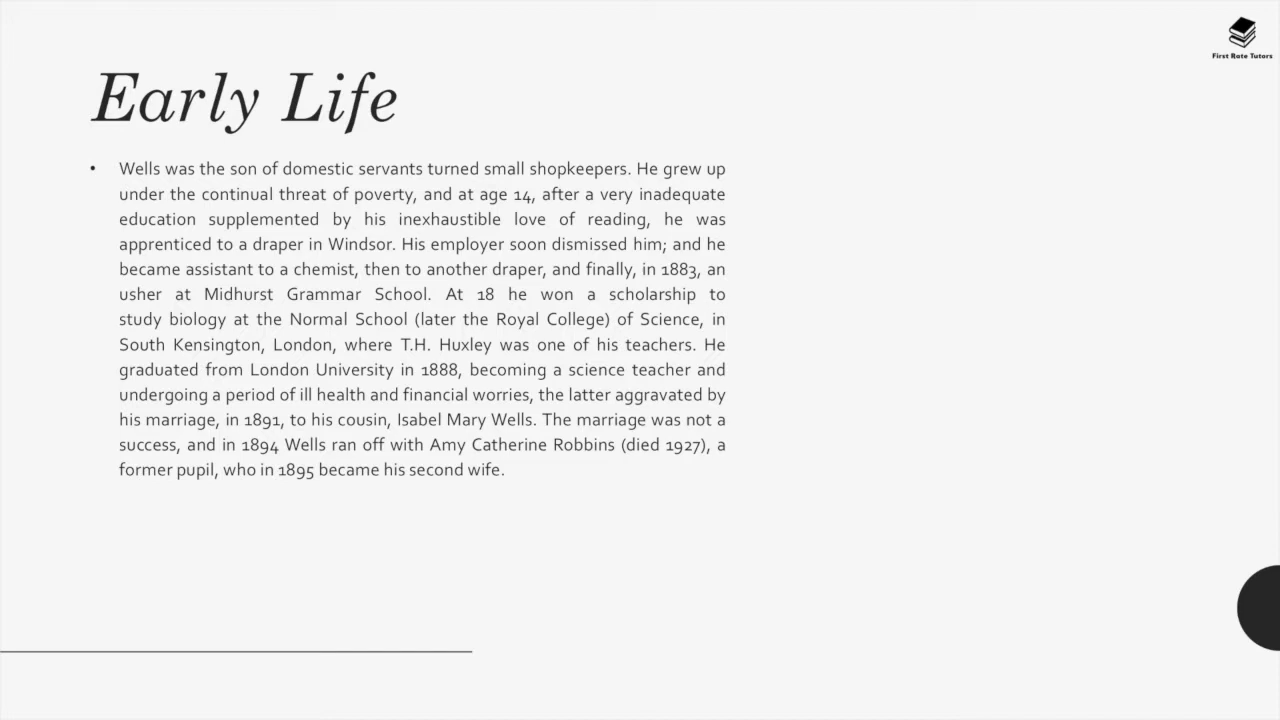 First Rate Tutors
Early Life
• Wells was the son of domestic servants turned small shopkeepers. He grew up
under the continual threat of poverty, and at age 14, after a very inadequate
education supplemented by his inexhaustible love of reading, he was
apprenticed to a draper in Windsor. His employer soon dismissed him; and he
became assistant to a chemist, then to another draper, and finally, in 1883, an
usher at Midhurst Grammar School. At 18 he won a scholarship to
study biology at the Normal School (later the Royal College) of Science, in
South Kensington, London, where T.H. Huxley was one of his teachers. He
graduated from London University in 1888, becoming a science teacher and
undergoing a period of ill health and financial worries, the latter aggravated by
his marriage, in 1891, to his cousin, Isabel Mary Wells. The marriage was not a
success, and in 1894 Wells ran off with Amy Catherine Robbins (died 1927), a
former pupil, who in 1895 became his second wife.